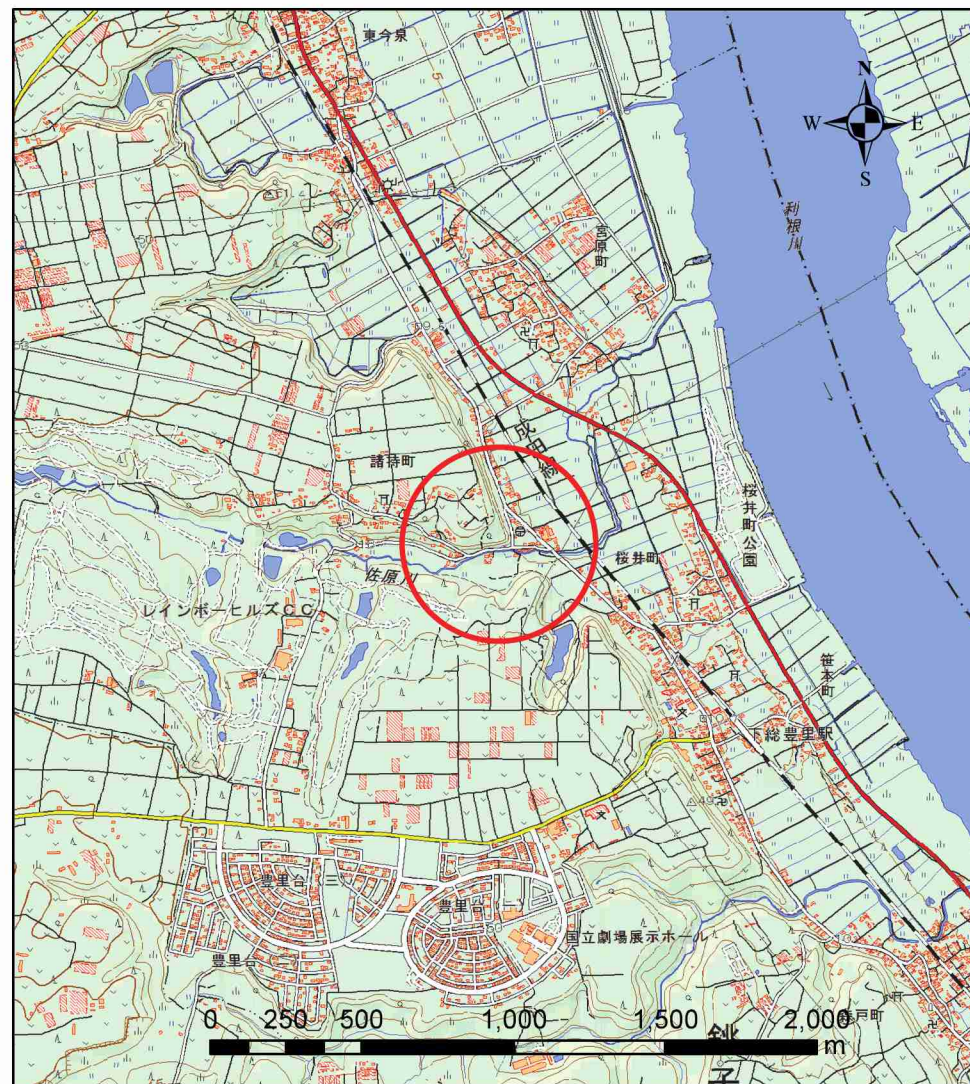 東今泉
N
W
E
S
5
利根川
宮原町
50
成田線
諸持町
桜井町公園
佐原川
桜井町
レインボーヒルズCC
笹本町
下総豊里駅
豊里台(三)
豊里台(一)
50
国立劇場展示ホール
豊里台
0
250
500
1,000
1,500
2,000
m
銚
子